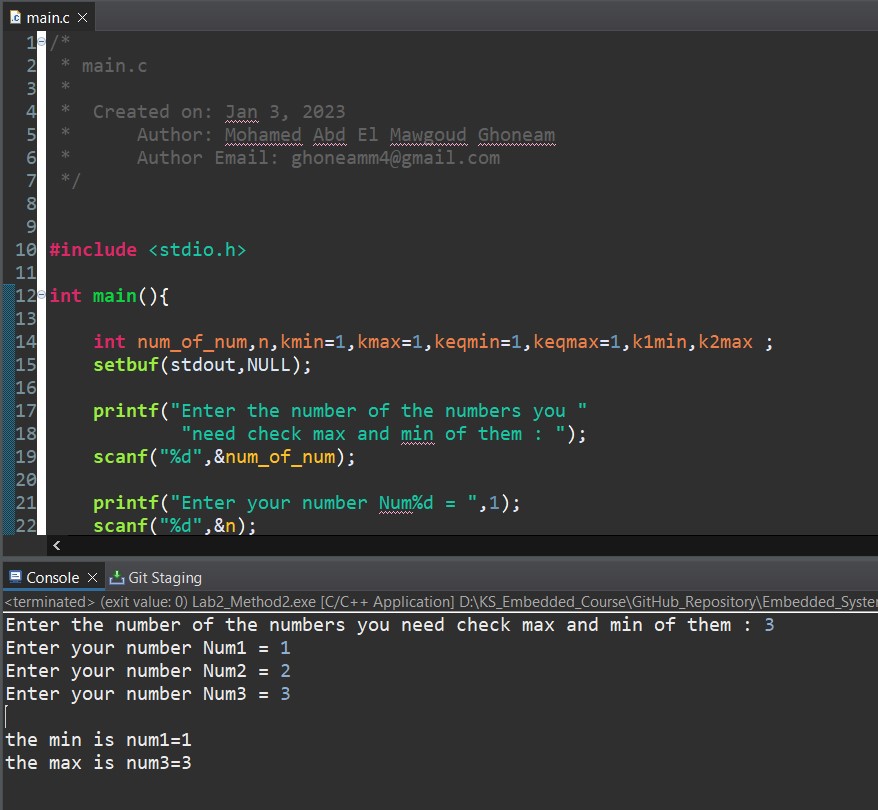 main.c
1 /*
2  * main.c
3  *
4  *  Created on: Jan 3, 2023
5  *      Author: Mohamed Abd El Mawgoud Ghoneam
6  *      Author Email: ghoneamm4@gmail.com
7  */
8
9
10 #include <stdio.h>
11
12 int main(){
13
14     int num_of_num,n,kmin=1,kmax=1,keqmin=1,keqmax=1,k1min,k2max ;
15     setbuf(stdout,NULL);
16
17     printf("Enter the number of the numbers you "
18             "need check max and min of them : ");
19     scanf("%d",&num_of_num);
20
21     printf("Enter your number Num%d = ",1);
22     scanf("%d",&n);
Console Git Staging
<terminated> (exit value: 0) Lab2_Method2.exe [C/C++ Application] D:\KS_Embedded_Course\GitHub_Repository\Embedded_System
Enter the number of the numbers you need check max and min of them : 3
Enter your number Num1 = 1
Enter your number Num2 = 2
Enter your number Num3 = 3
the min is num1=1
the max is num3=3